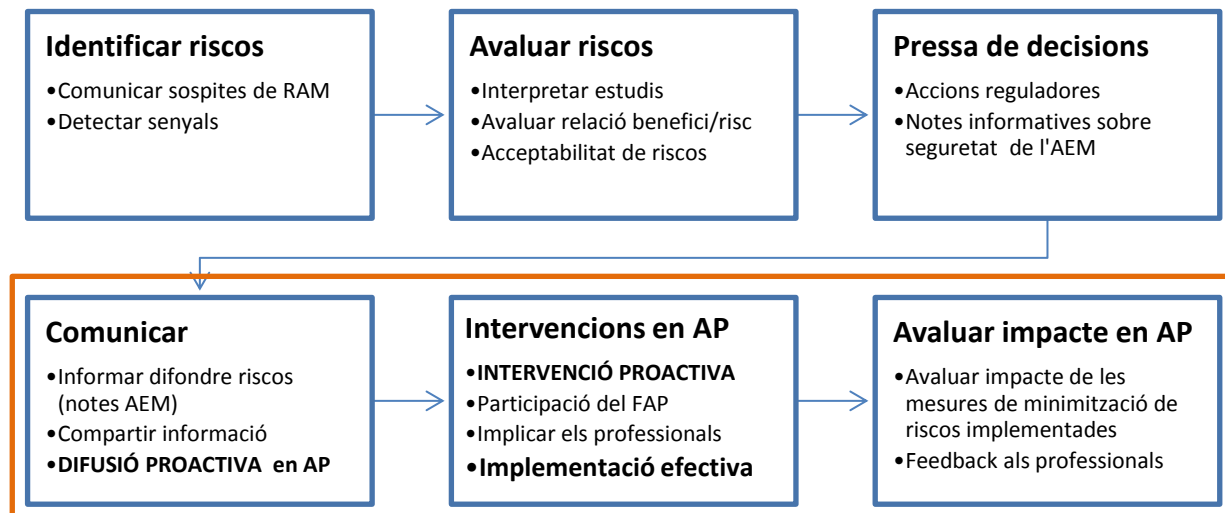 Identificar riscos
•Comunicar sospites de RAM
•Detectar senyals
Avaluar riscos
•Interpretar estudis
•Avaluar relació benefici/risc
•Acceptabilitat de riscos
Pressa de decisions
•Accions reguladores
•Notes informatives sobre
seguretat de l'AEM
Comunicar
•Informar difondre riscos
(notes AEM)
•Compartir informació
•DIFUSIÓ PROACTIVA en AP
Intervencions en AP
•INTERVENCIÓ PROACTIVA
•Participació del FAP
•Implicar els professionals
•Implementació efectiva
Avaluar impacte en AP
•Avaluar impacte de les
mesures de minimització de
riscos implementades
•Feedback als professionals